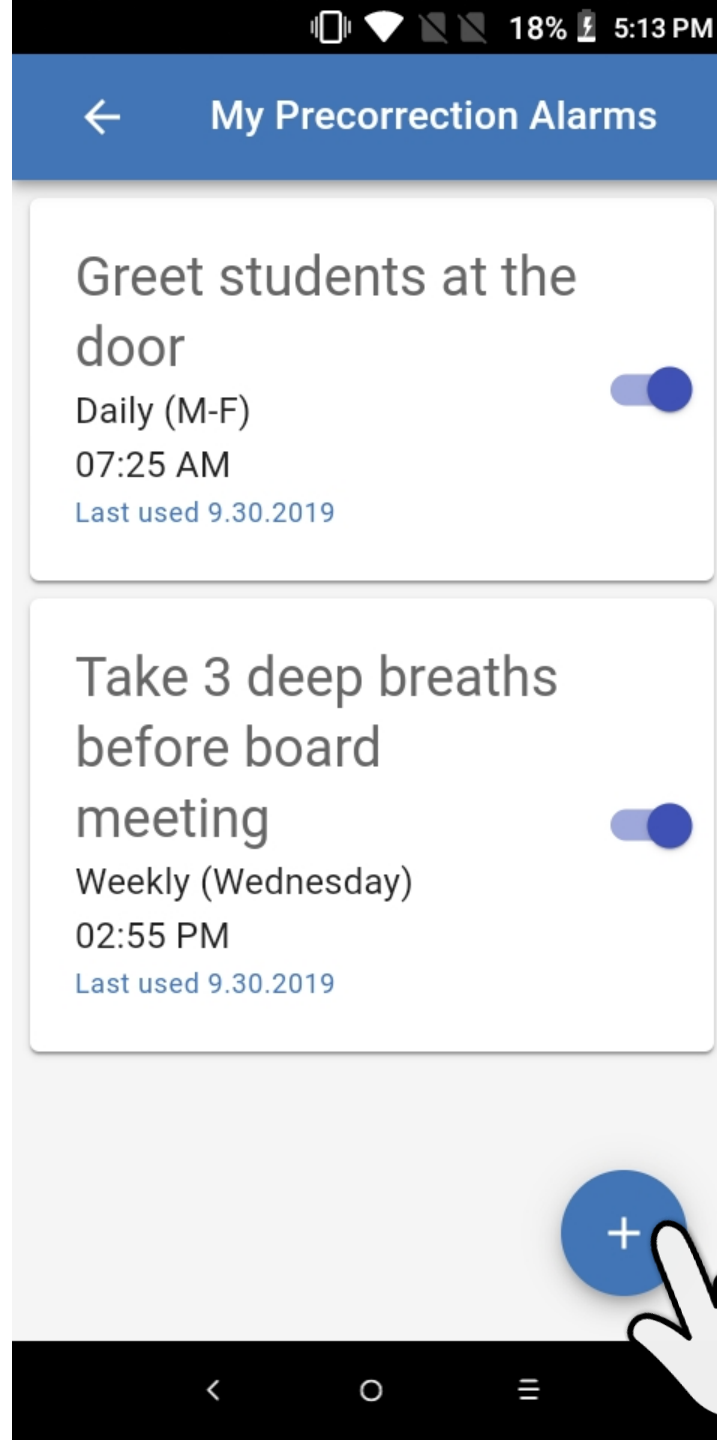 18% 5:13 PM
My Precorrection Alarms
Greet students at the
door
Daily (M-F)
07:25 AM
Last used 9.30.2019
Take 3 deep breaths
before board
meeting
Weekly (Wednesday)
02:55 PM
Last used 9.30.2019
+